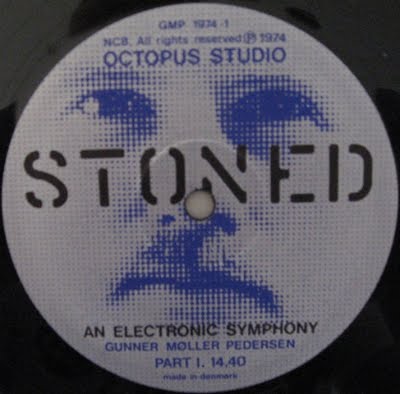 GMP 1974-1
NCB. All rights reserved Ⓟ 1974
OCTOPUS STUDIO
STONED
AN ELECTRONIC SYMPHONY
GUNNER MØLLER PEDERSEN
PART I. 14,40
made in denmark